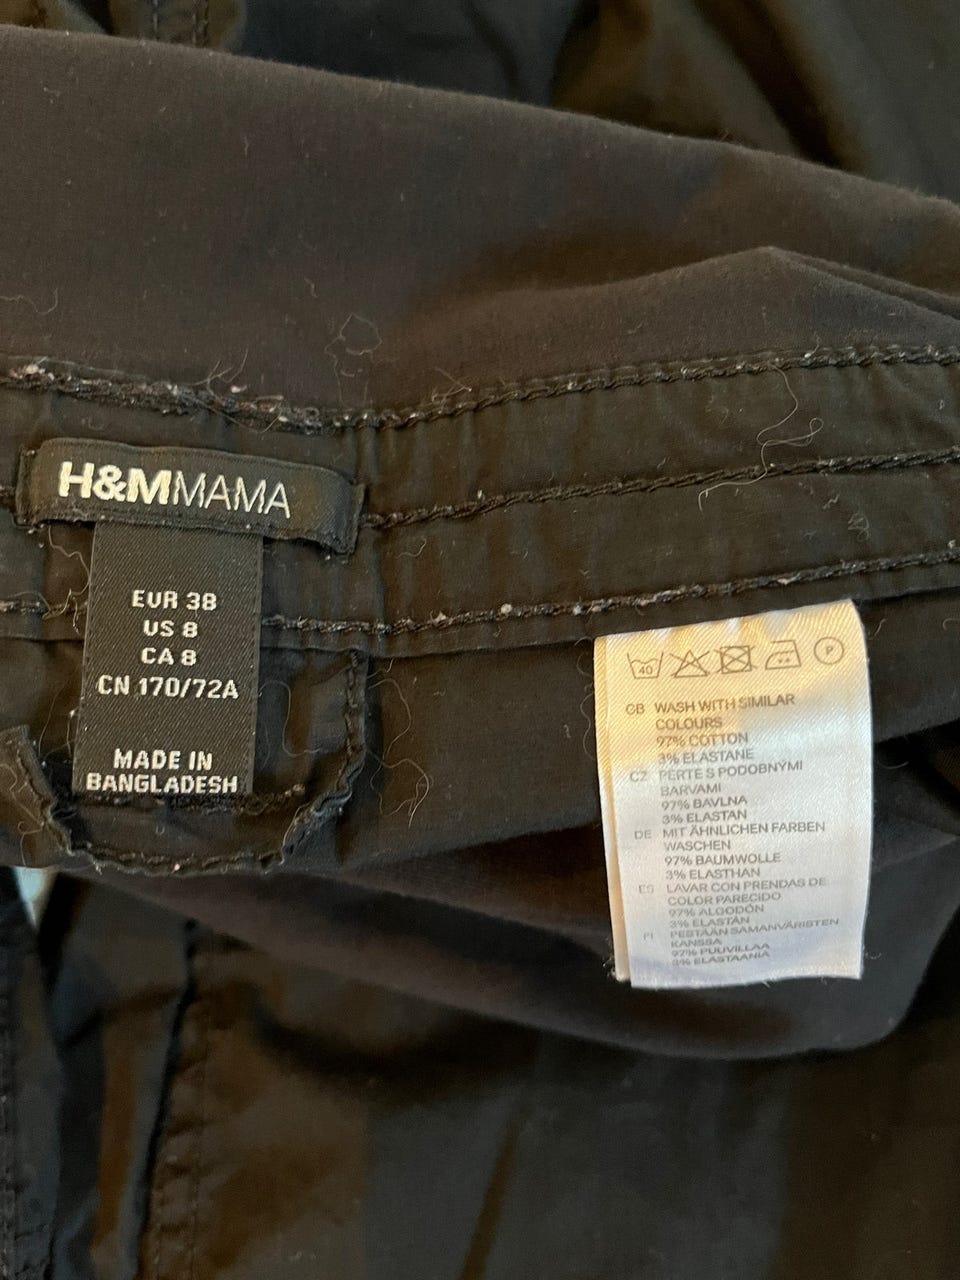 H&MMAMA
EUR 38
US 8
CA 8
CN 170/72A
MADE IN
BANGLADESH
40
P
GB WASH WITH SIMILAR
COLOURS
97% COTTON
3% ELASTANE
CZ PERTE S PODOBNÝMI
BARVAMI
97% BAVLNA
3% ELASTAN
DE MIT ÄHNLICHEN FARBEN
WASCHEN
97% BAUMWOLLE
3% ELASTHAN
ES LAVAR CON PRENDAS DE
COLOR PARECIDO
97% ALGODÓN
3% ELASTÁN
FI PESTÄÄN SAMANVÄRISTEN
KANSSA
97% PUUVILLAA
3% ELASTAANIA